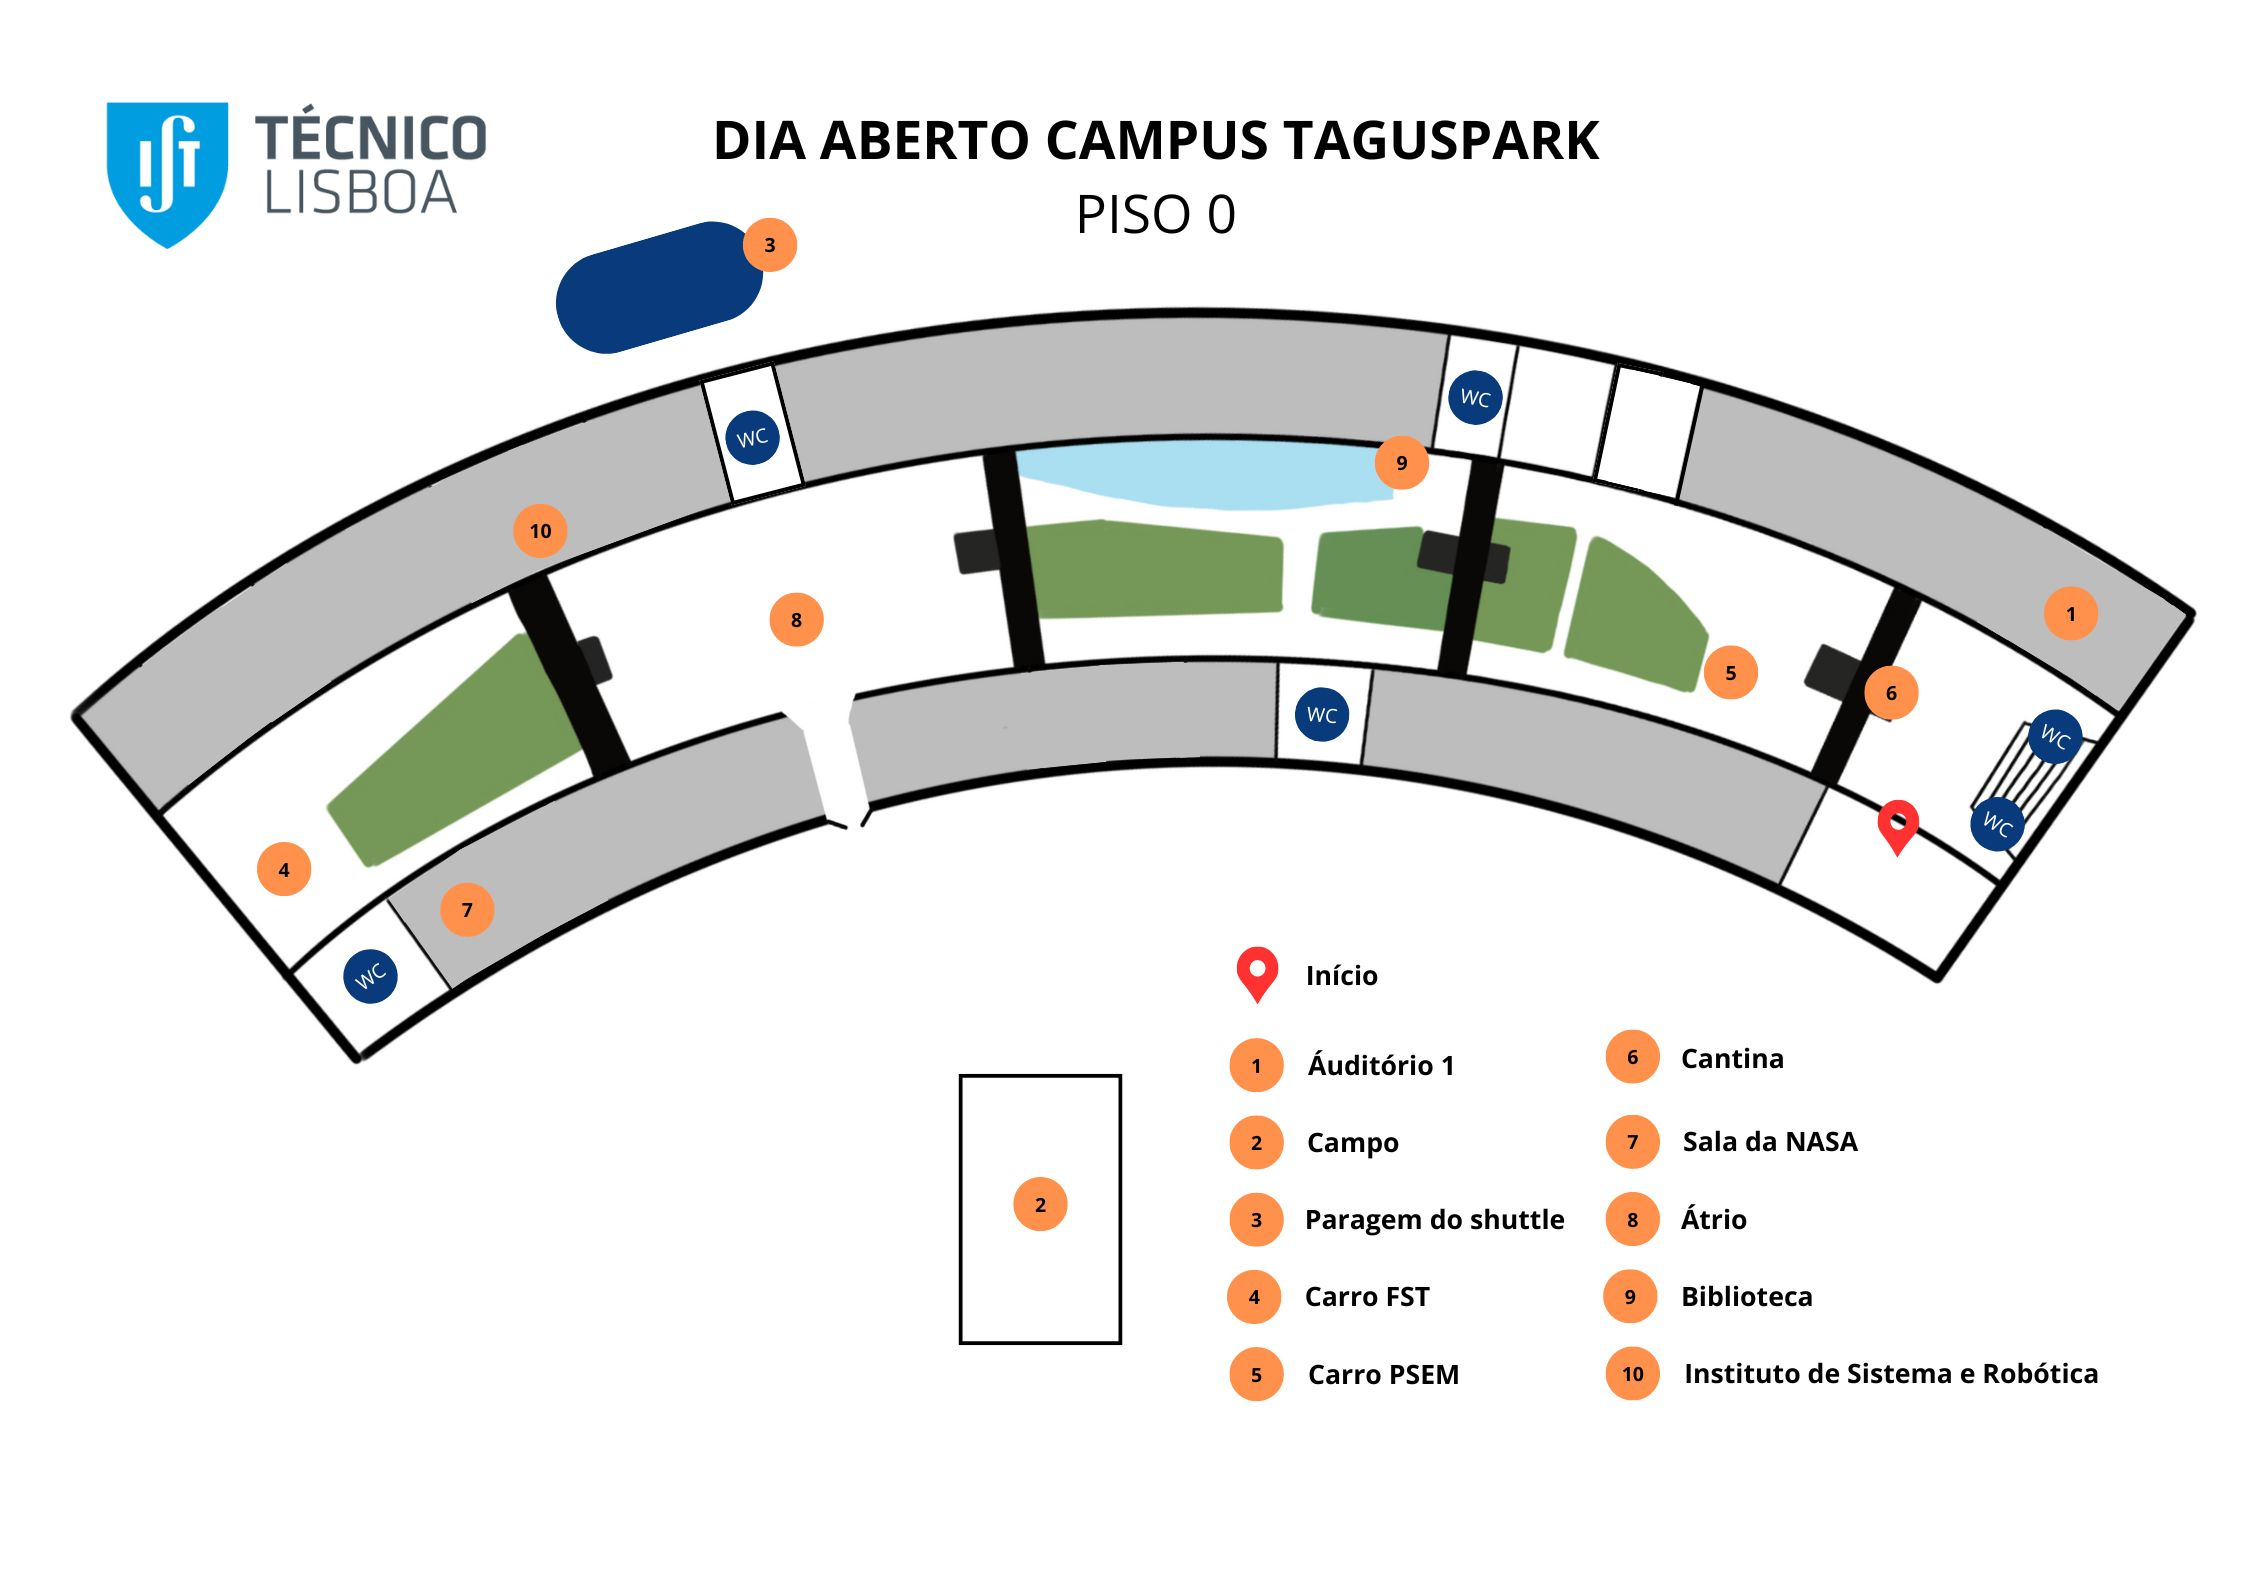 IST TÉCNICO
LISBOA
DIA ABERTO CAMPUS TAGUSPARK
PISO 0
3
WC
WC
9
10
8
1
5
6
WC
WC
WC
4
7
WC
2
Início
1 Áuditório 1
2 Campo
3 Paragem do shuttle
4 Carro FST
5 Carro PSEM
6 Cantina
7 Sala da NASA
8 Átrio
9 Biblioteca
10 Instituto de Sistema e Robótica